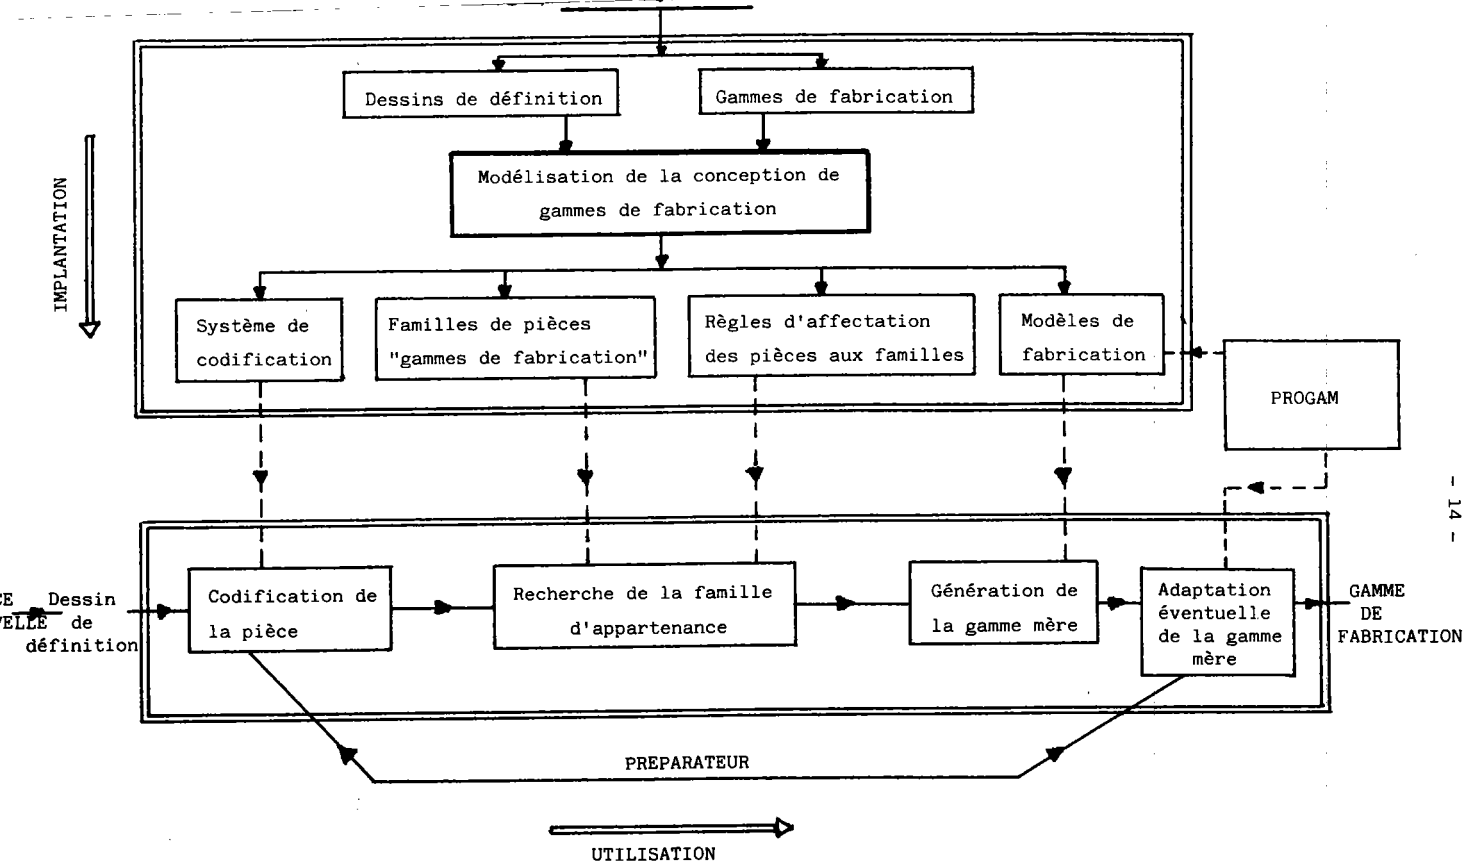 Dessins de définition
Gammes de fabrication
Modélisation de la conception de
gammes de fabrication
IMPLANTATION
Système de
codification
Familles de pièces
"gammes de fabrication"
Règles d'affectation
des pièces aux familles
Modèles de
fabrication
PROGAM
- 14 -
Dessin
de
définition
Codification de
la pièce
Recherche de la famille
d'appartenance
Génération de
la gamme mère
Adaptation
éventuelle
de la gamme
mère
GAMME
DE
FABRICATION
PREPARATEUR
UTILISATION